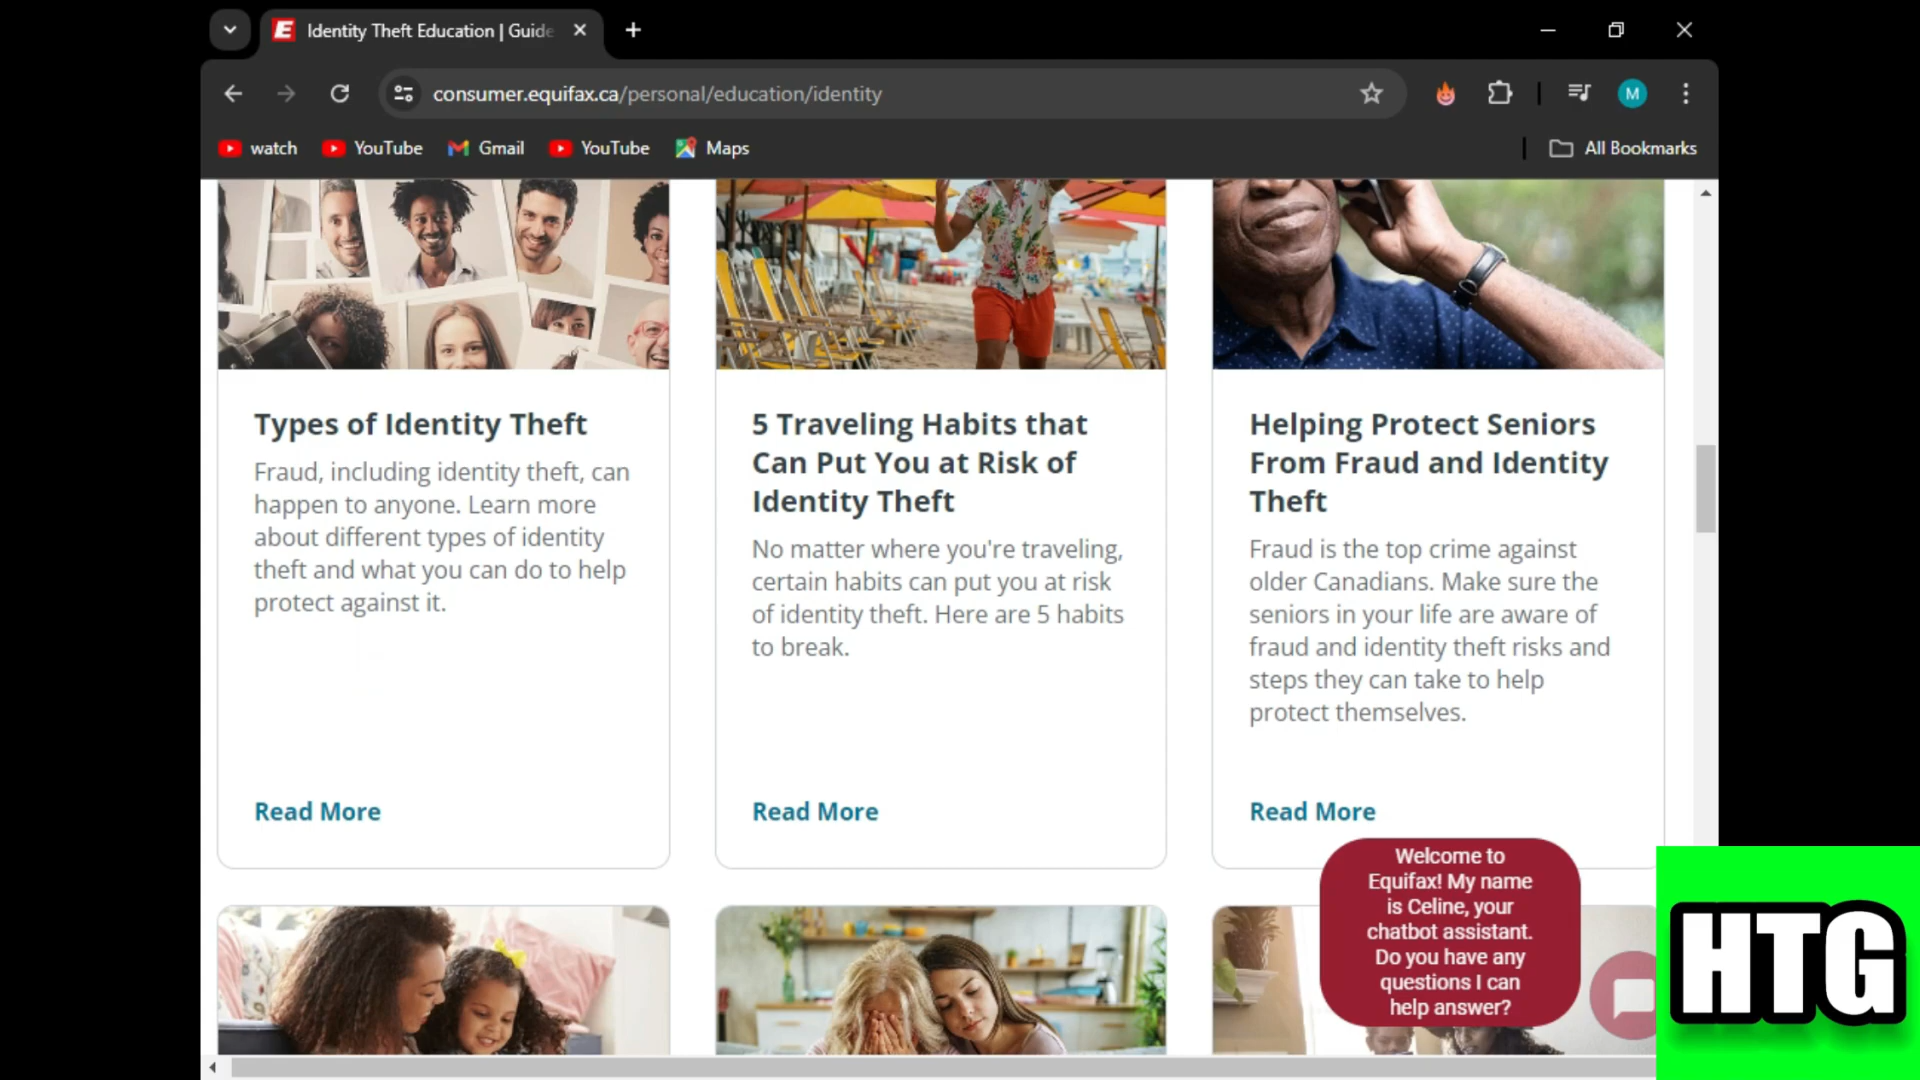 Identity Theft Education | Guide
consumer.equifax.ca/personal/education/identity
M
watch
YouTube
Gmail
YouTube
Maps
All Bookmarks
Types of Identity Theft
Fraud, including identity theft, can
happen to anyone. Learn more
about different types of identity
theft and what you can do to help
protect against it.
Read More
5 Traveling Habits that
Can Put You at Risk of
Identity Theft
No matter where you're traveling,
certain habits can put you at risk
of identity theft. Here are 5 habits
to break.
Read More
Helping Protect Seniors
From Fraud and Identity
Theft
Fraud is the top crime against
older Canadians. Make sure the
seniors in your life are aware of
fraud and identity theft risks and
steps they can take to help
protect themselves.
Read More
Welcome to
Equifax! My name
is Celine, your
chatbot assistant.
Do you have any
questions I can
help answer?
HTG